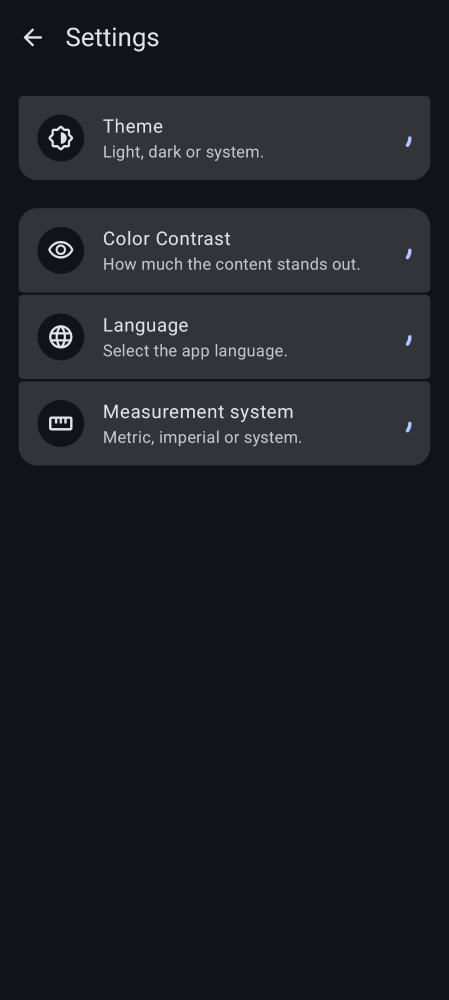 Settings
Theme
Light, dark or system.
Color Contrast
How much the content stands out.
Language
Select the app language.
Measurement system
Metric, imperial or system.